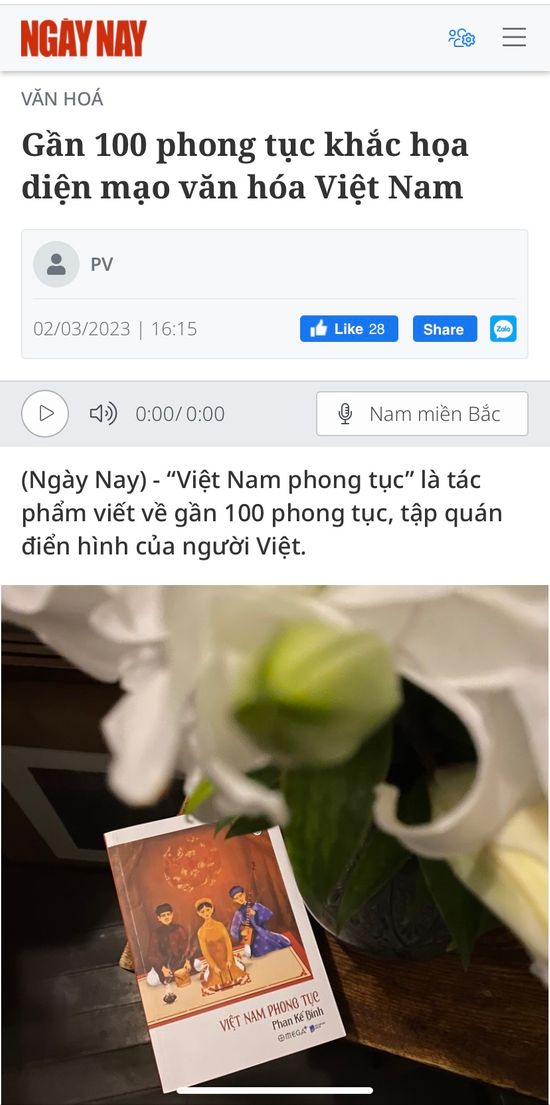 NGÀY NAY
VĂN HOÁ
Gần 100 phong tục khắc họa
diện mạo văn hóa Việt Nam
PV
02/03/2023 | 16:15
Like 28
Share
Zalo
0:00/ 0:00
Nam miền Bắc
(Ngày Nay) - “Việt Nam phong tục” là tác
phẩm viết về gần 100 phong tục, tập quán
điển hình của người Việt.
VIỆT NAM PHONG TỤC
Phan Kế Bính
OMEGA+